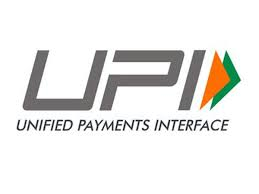 UPI
UNIFIED PAYMENTS INTERFACE